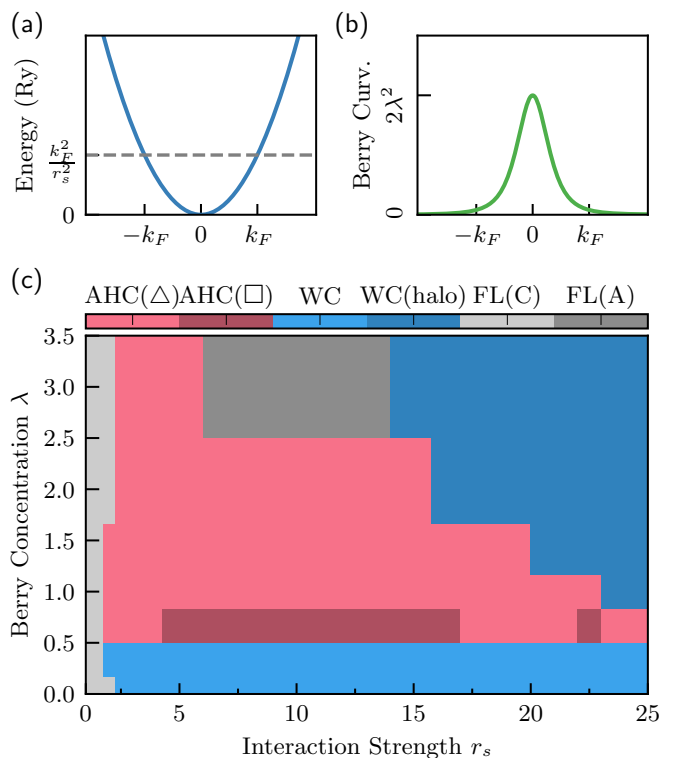 (a)
Energy (Ry)
k_F^2 / r_s^2
0
−k_F 0 k_F
(b)
Berry Curv.
2λ²
0
−k_F 0 k_F
(c)
AHC(△) AHC(□) WC WC(halo) FL(C) FL(A)
Berry Concentration λ
3.5
3.0
2.5
2.0
1.5
1.0
0.5
0.0
0 5 10 15 20 25
Interaction Strength r_s